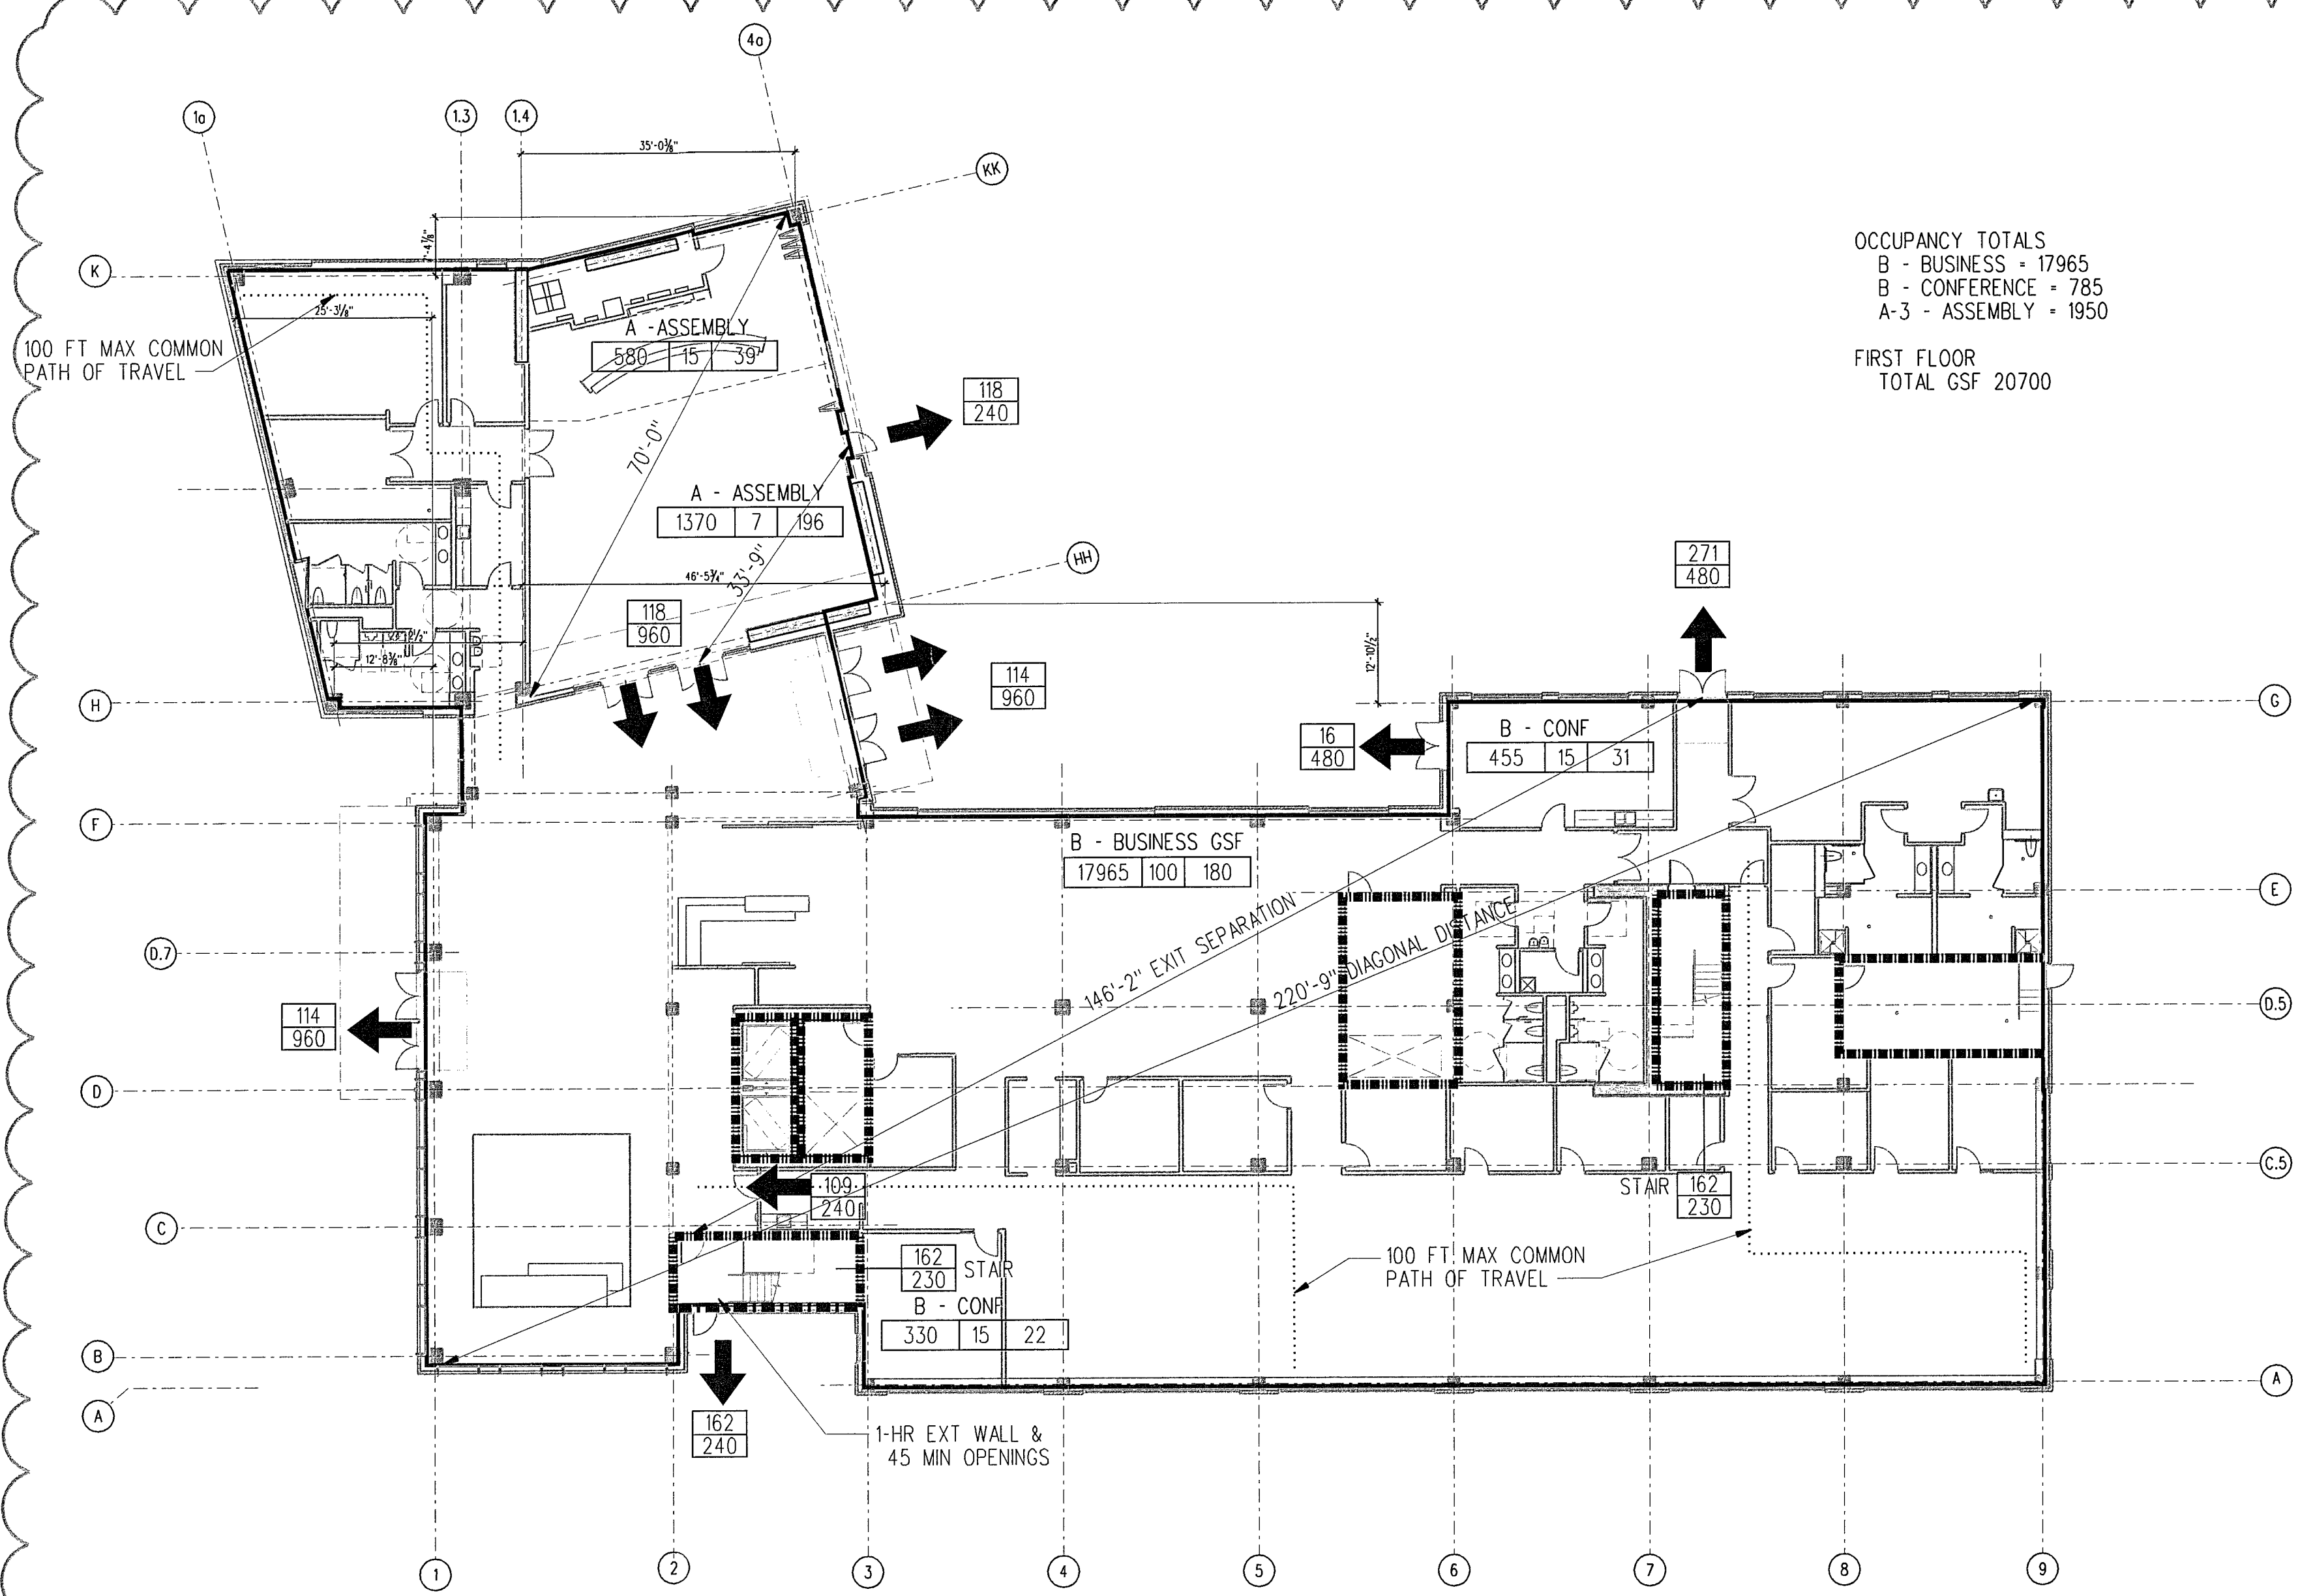 4a
1a
1.3
1.4
35'-0⅜"
KK
K
25'-3⅛"
100 FT MAX COMMON
PATH OF TRAVEL
A -ASSEMBLY
580 15 39
70'-0"
118
240
OCCUPANCY TOTALS
B - BUSINESS = 17965
B - CONFERENCE = 785
A-3 - ASSEMBLY = 1950
FIRST FLOOR
TOTAL GSF 20700
A - ASSEMBLY
1370 7 196
33'-9"
46'-5¾"
HH
118
960
12'-8⅜"
12'-10½"
114
960
271
480
H
G
16
480
B - CONF
455 15 31
F
B - BUSINESS GSF
17965 100 180
E
D.7
146'-2" EXIT SEPARATION
220'-9" DIAGONAL DISTANCE
D.5
114
960
D
C.5
109
240
STAIR
162
230
C
162
230
STAIR
100 FT MAX COMMON
PATH OF TRAVEL
B - CONF
330 15 22
B
A
A
162
240
1-HR EXT WALL &
45 MIN OPENINGS
1
2
3
4
5
6
7
8
9